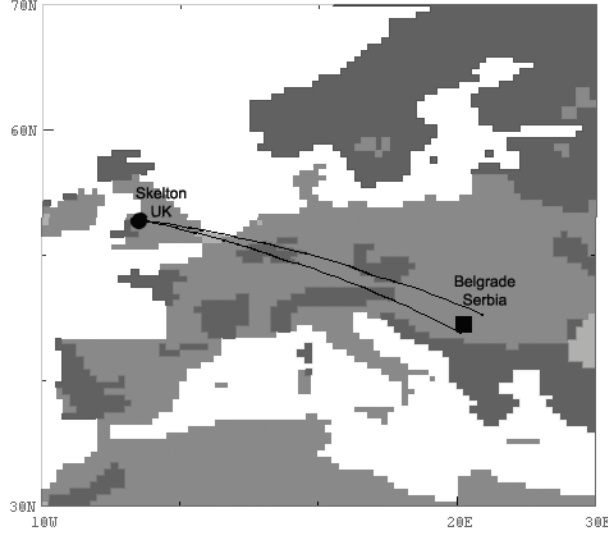 70N
60N
Skelton
UK
Belgrade
Serbia
30N
10W
20E
30E